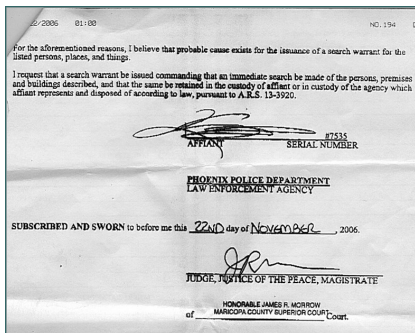 22/2006 01:00 NO. 194
For the aforementioned reasons, I believe that probable cause exists for the issuance of a search warrant for the
listed persons, places, and things.
I request that a search warrant be issued commanding that an immediate search be made of the persons, premises
and buildings described, and that the same be retained in the custody of affiant or in custody of the agency which
affiant represents and disposed of according to law, pursuant to A.R.S. 13-3920.
#7535
AFFIANT SERIAL NUMBER
PHOENIX POLICE DEPARTMENT
LAW ENFORCEMENT AGENCY
SUBSCRIBED AND SWORN to before me this 22ND day of NOVEMBER, 2006.
JUDGE, JUSTICE OF THE PEACE, MAGISTRATE
HONORABLE JAMES R. MORROW
of MARICOPA COUNTY SUPERIOR COURT Court.